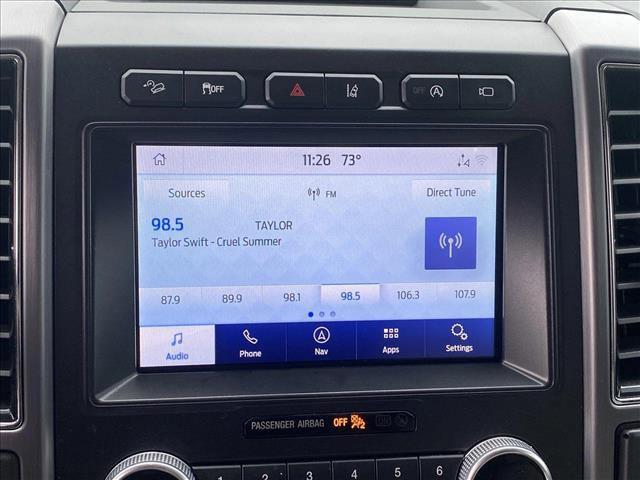 OFF OFF
11:26 73°
Sources FM Direct Tune
98.5 TAYLOR
Taylor Swift - Cruel Summer
87.9 89.9 98.1 98.5 106.3 107.9
Audio Phone Nav Apps Settings
PASSENGER AIRBAG OFF ON
1 2 3 4 5 6